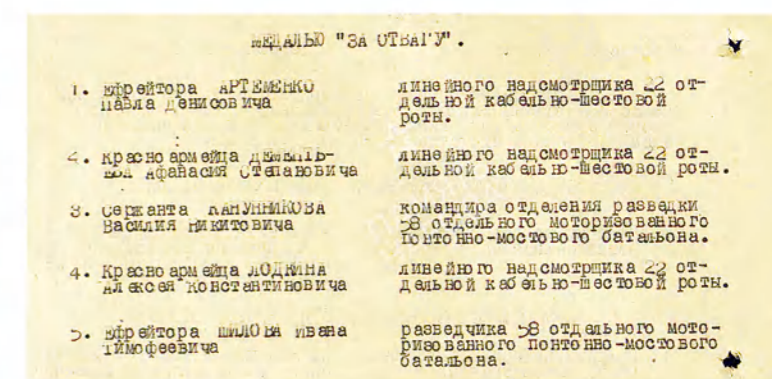 МЕДАЛЬЮ "ЗА ОТВАГУ".
1. Ефрейтора АРТЕМЕНКО
Павла Денисовича
линейного надсмотрщика 22 от-
дельной кабельно-шестовой
роты.
2. Красноармейца
Афанасия Степановича
линейного надсмотрщика 22 от-
дельной кабельно-шестовой роты.
3. Сержанта КАНУННИКОВА
Василия Никитовича
командира отделения разведки
58 отдельного моторизованного
понтонно-мостового батальона.
4. Красноармейца ЛОДКИНА
Алексея Константиновича
линейного надсмотрщика 22 от-
дельной кабельно-шестовой роты.
5. Ефрейтора ШИЛОВА Ивана
Тимофеевича
разведчика 58 отдельного мото-
ризованного понтонно-мостового
батальона.